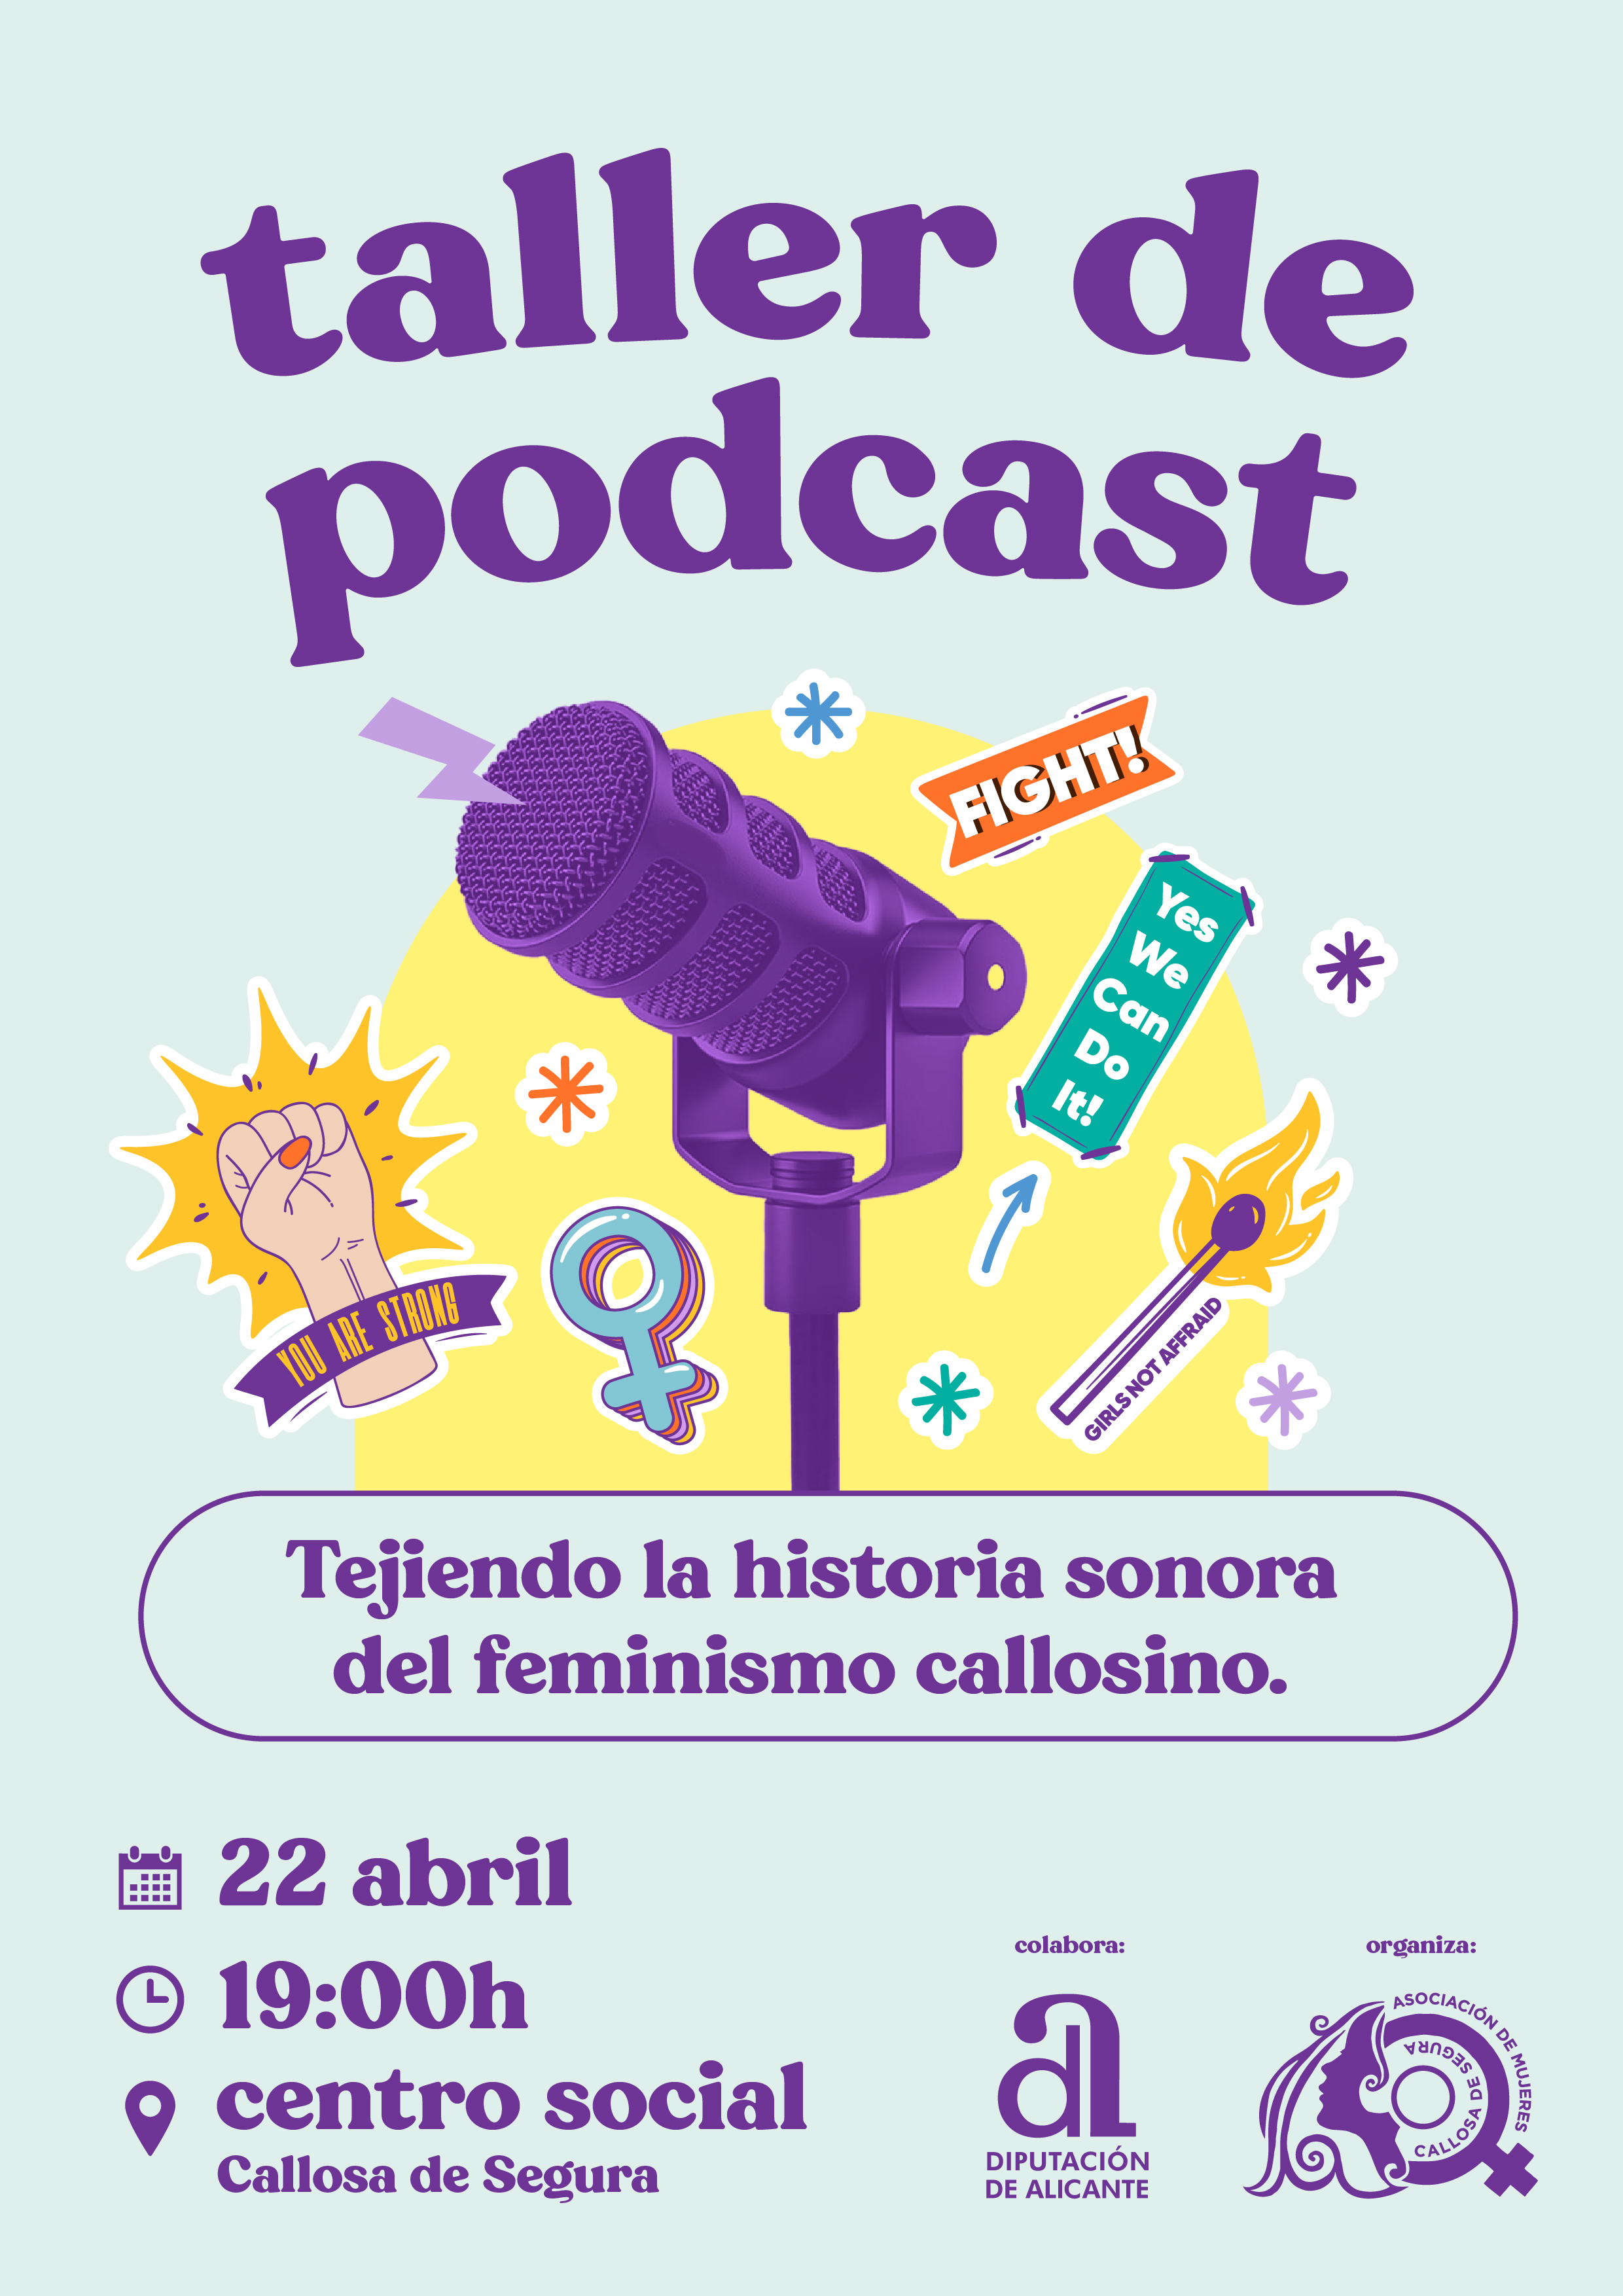 taller de
podcast
FIGHT!
Yes
We
Can
Do
It!
YOU ARE STRONG
GIRLS NOT AFFRAID
Tejiendo la historia sonora
del feminismo callosino.
22 abril
19:00h
centro social
Callosa de Segura
colabora:
DIPUTACIÓN
DE ALICANTE
organiza:
ASOCIACIÓN DE MUJERES
CALLOSA DE SEGURA